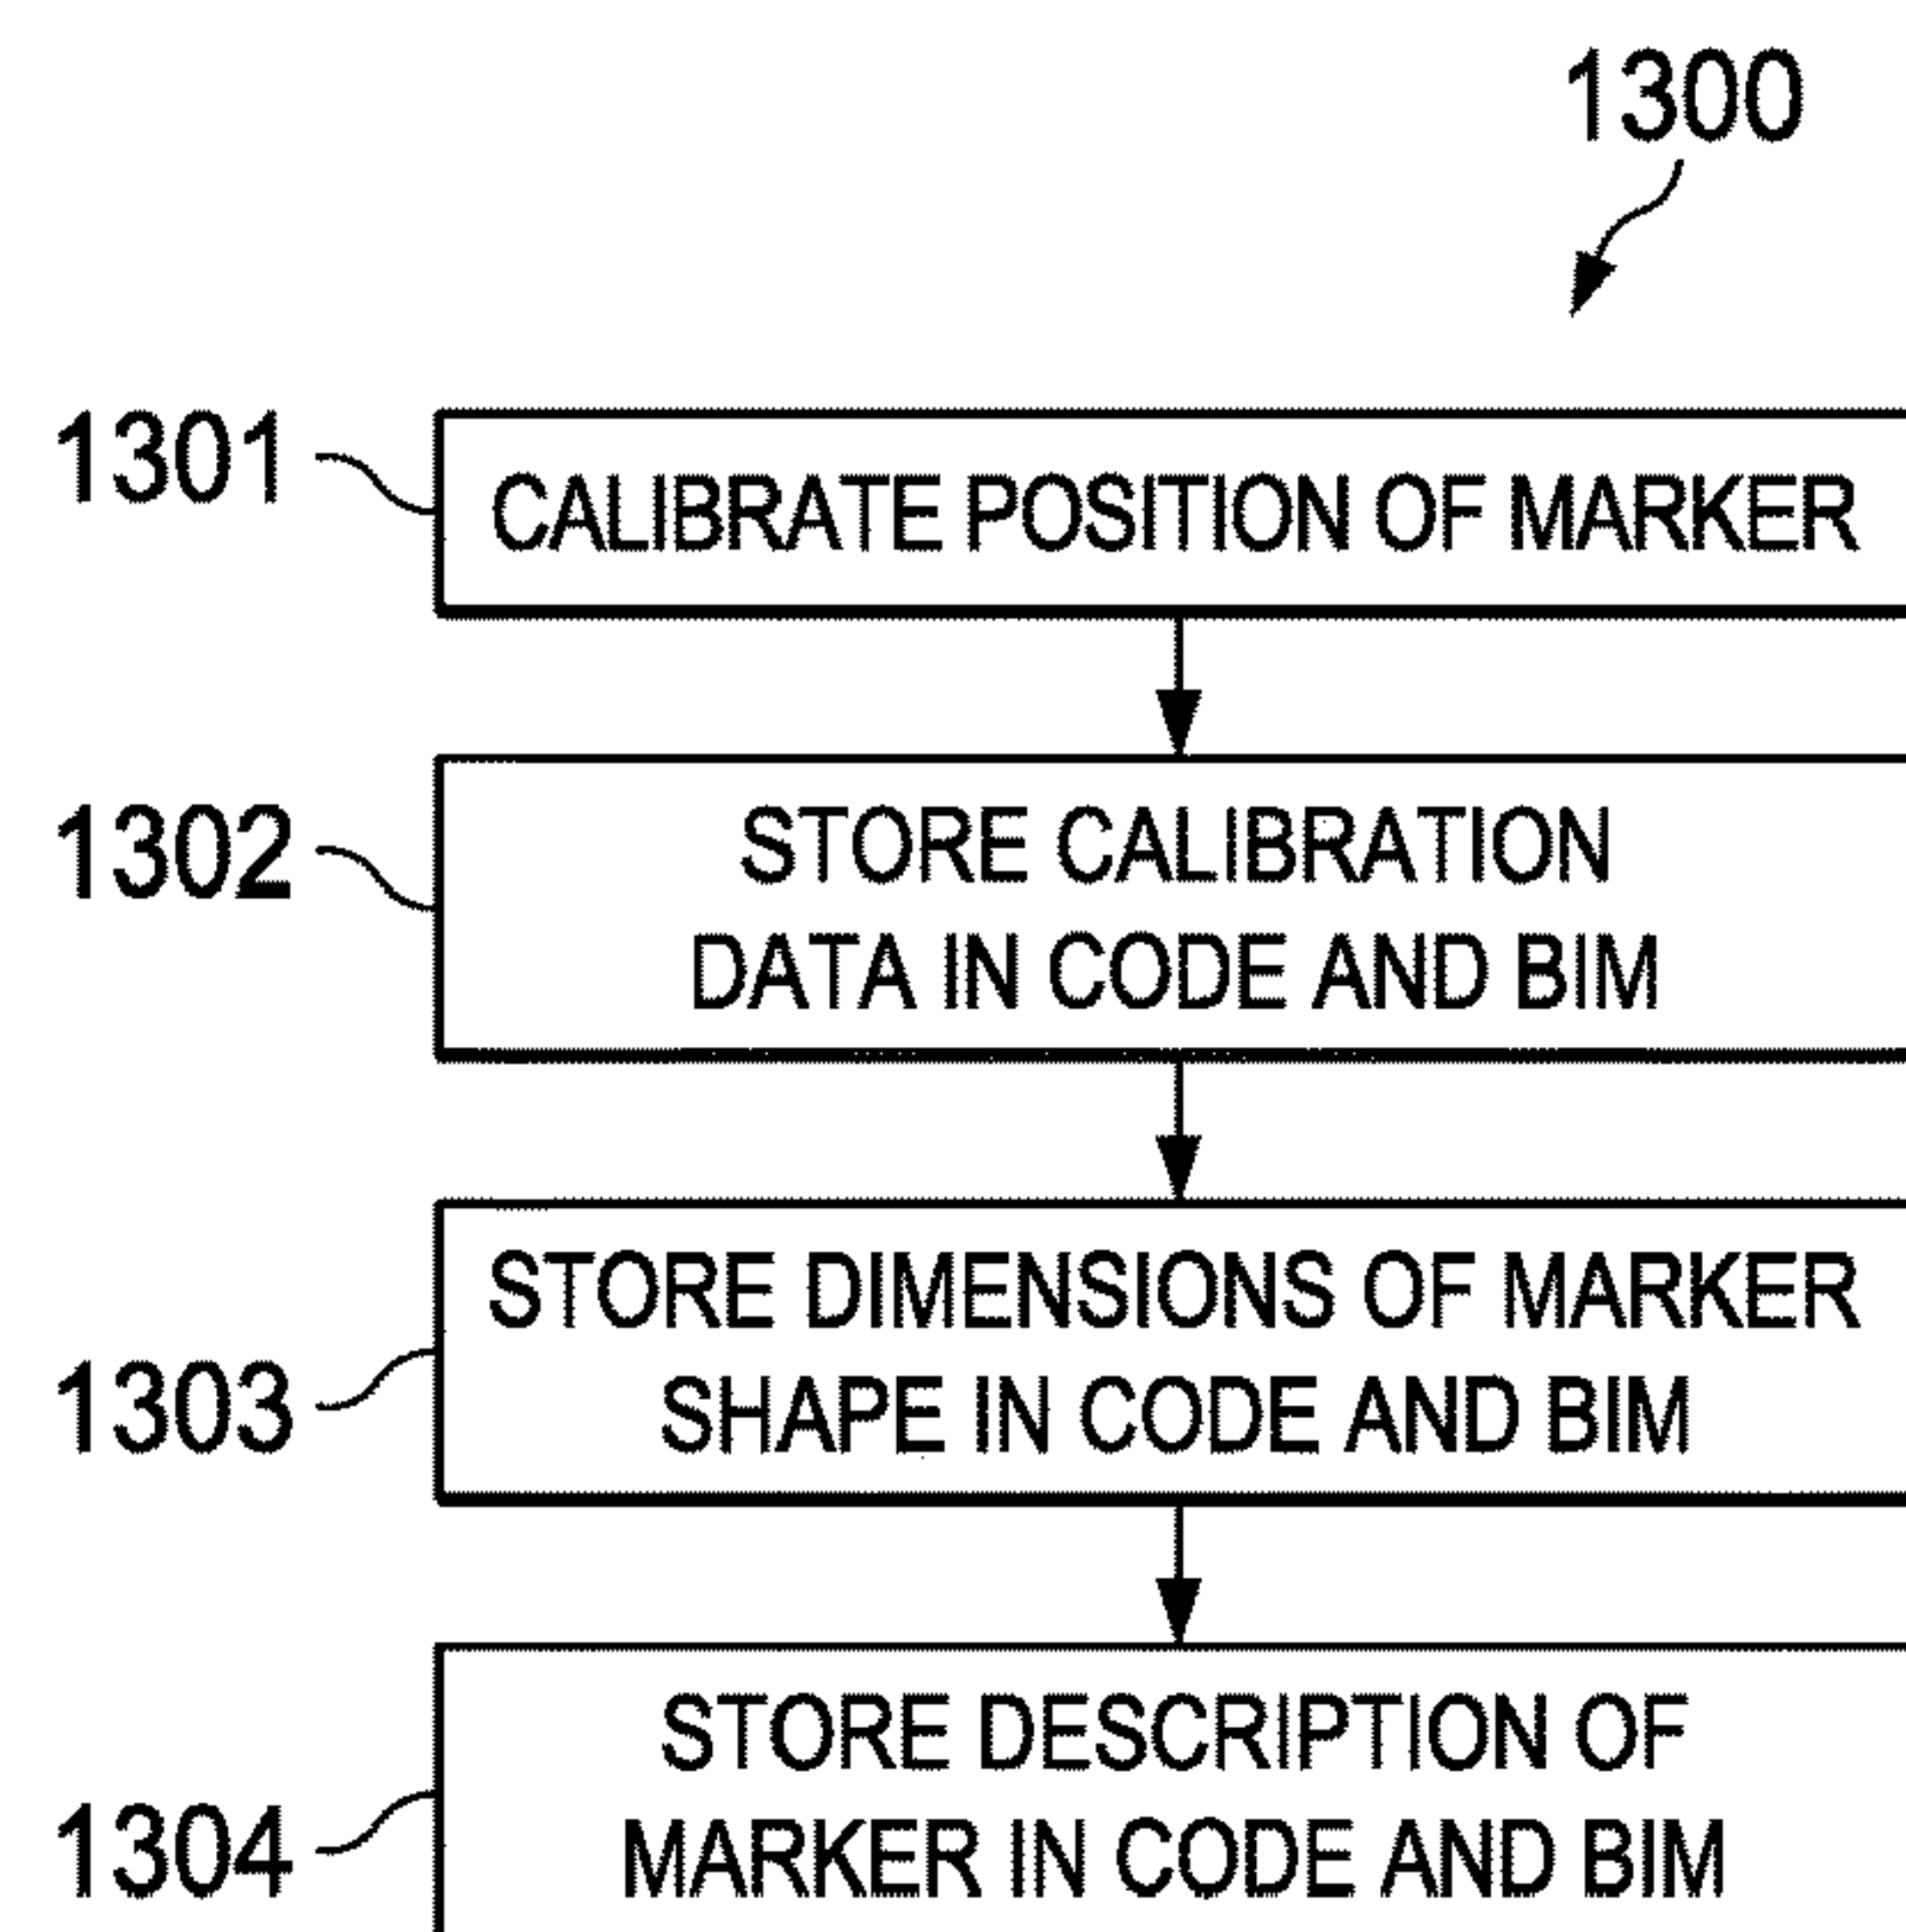 1300
1301
CALIBRATE POSITION OF MARKER
1302
STORE CALIBRATION
DATA IN CODE AND BIM
1303
STORE DIMENSIONS OF MARKER
SHAPE IN CODE AND BIM
1304
STORE DESCRIPTION OF
MARKER IN CODE AND BIM